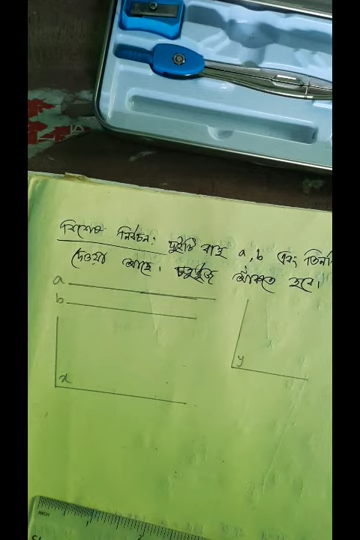 বিশেষ নির্বচন: দুইটি বাহু a, b এবং তিনটি
দেওয়া আছে। চতুর্ভুজ আঁকতে হবে।
a
b
x
y